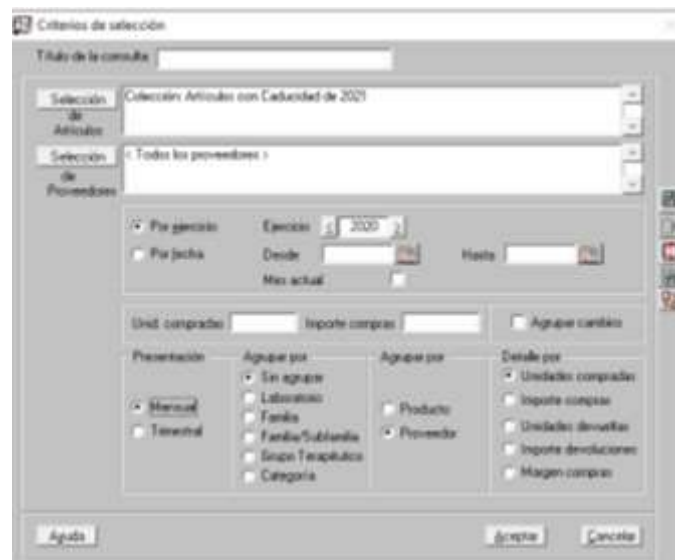 Criterios de selección
Título de la consulta
Selección de Artículos
Colección: Artículos con Caducidad de 2021
Selección de Proveedores
< Todos los proveedores >
Por ejercicio
Ejercicio < 2020 >
Por fecha
Desde
Hasta
Mes actual
Unid. compradas
Importe compras
Agrupar cambios
Presentación
Mensual
Trimestral
Agrupar por
Sin agrupar
Laboratorio
Familia
Familia/Subfamilia
Grupo Terapéutico
Categoría
Agrupar por
Producto
Proveedor
Detalle por
Unidades compradas
Importe compras
Unidades devueltas
Importe devoluciones
Margen compras
Ayuda
Aceptar
Cancelar